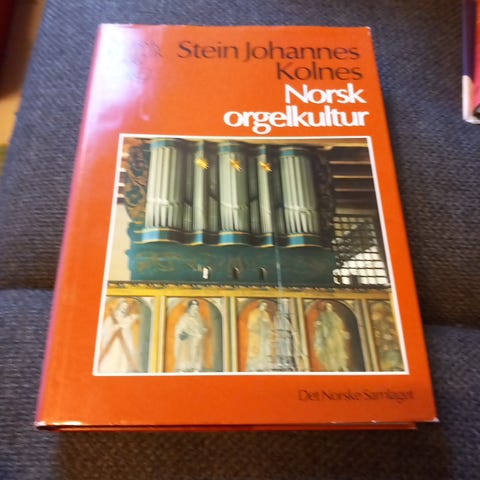 Stein Johannes
Kolnes
Norsk
orgelkultur
Det Norske Samlaget